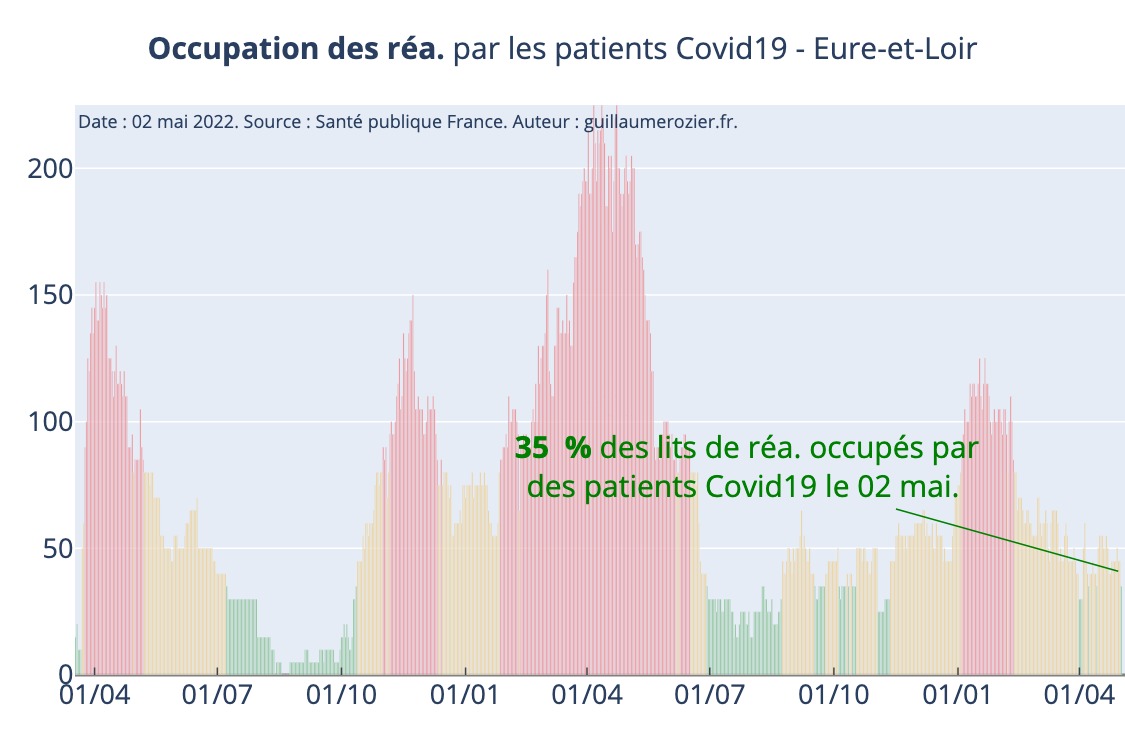 Occupation des réa. par les patients Covid19 - Eure-et-Loir
Date : 02 mai 2022. Source : Santé publique France. Auteur : guillaumerozier.fr.
200
150
100
50
0
35 % des lits de réa. occupés par
des patients Covid19 le 02 mai.
01/04 01/07 01/10 01/01 01/04 01/07 01/10 01/01 01/04